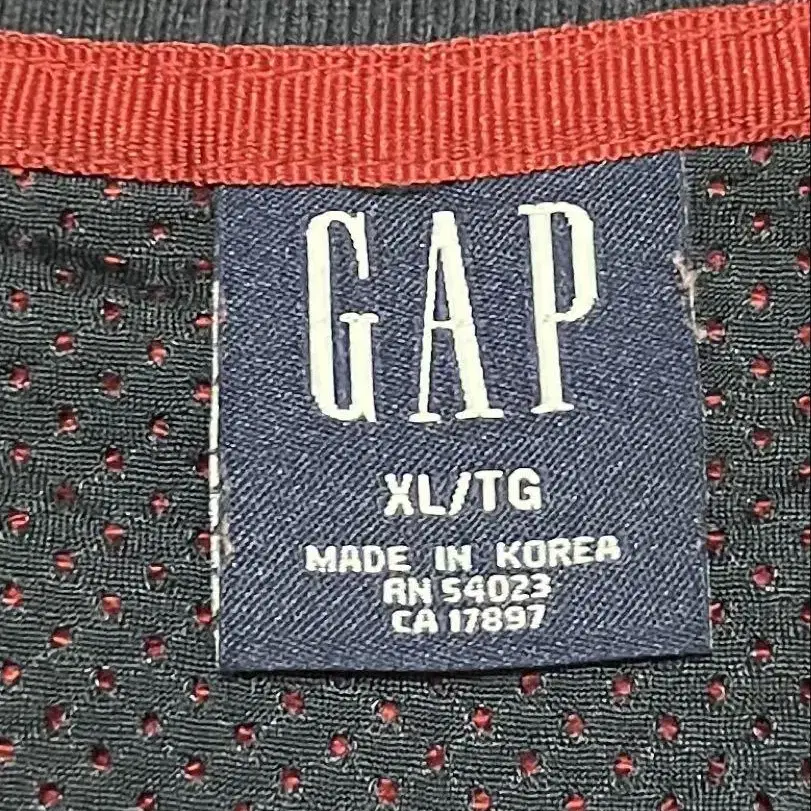 GAP
XL/TG
MADE IN KOREA
RN 54023
CA 17897